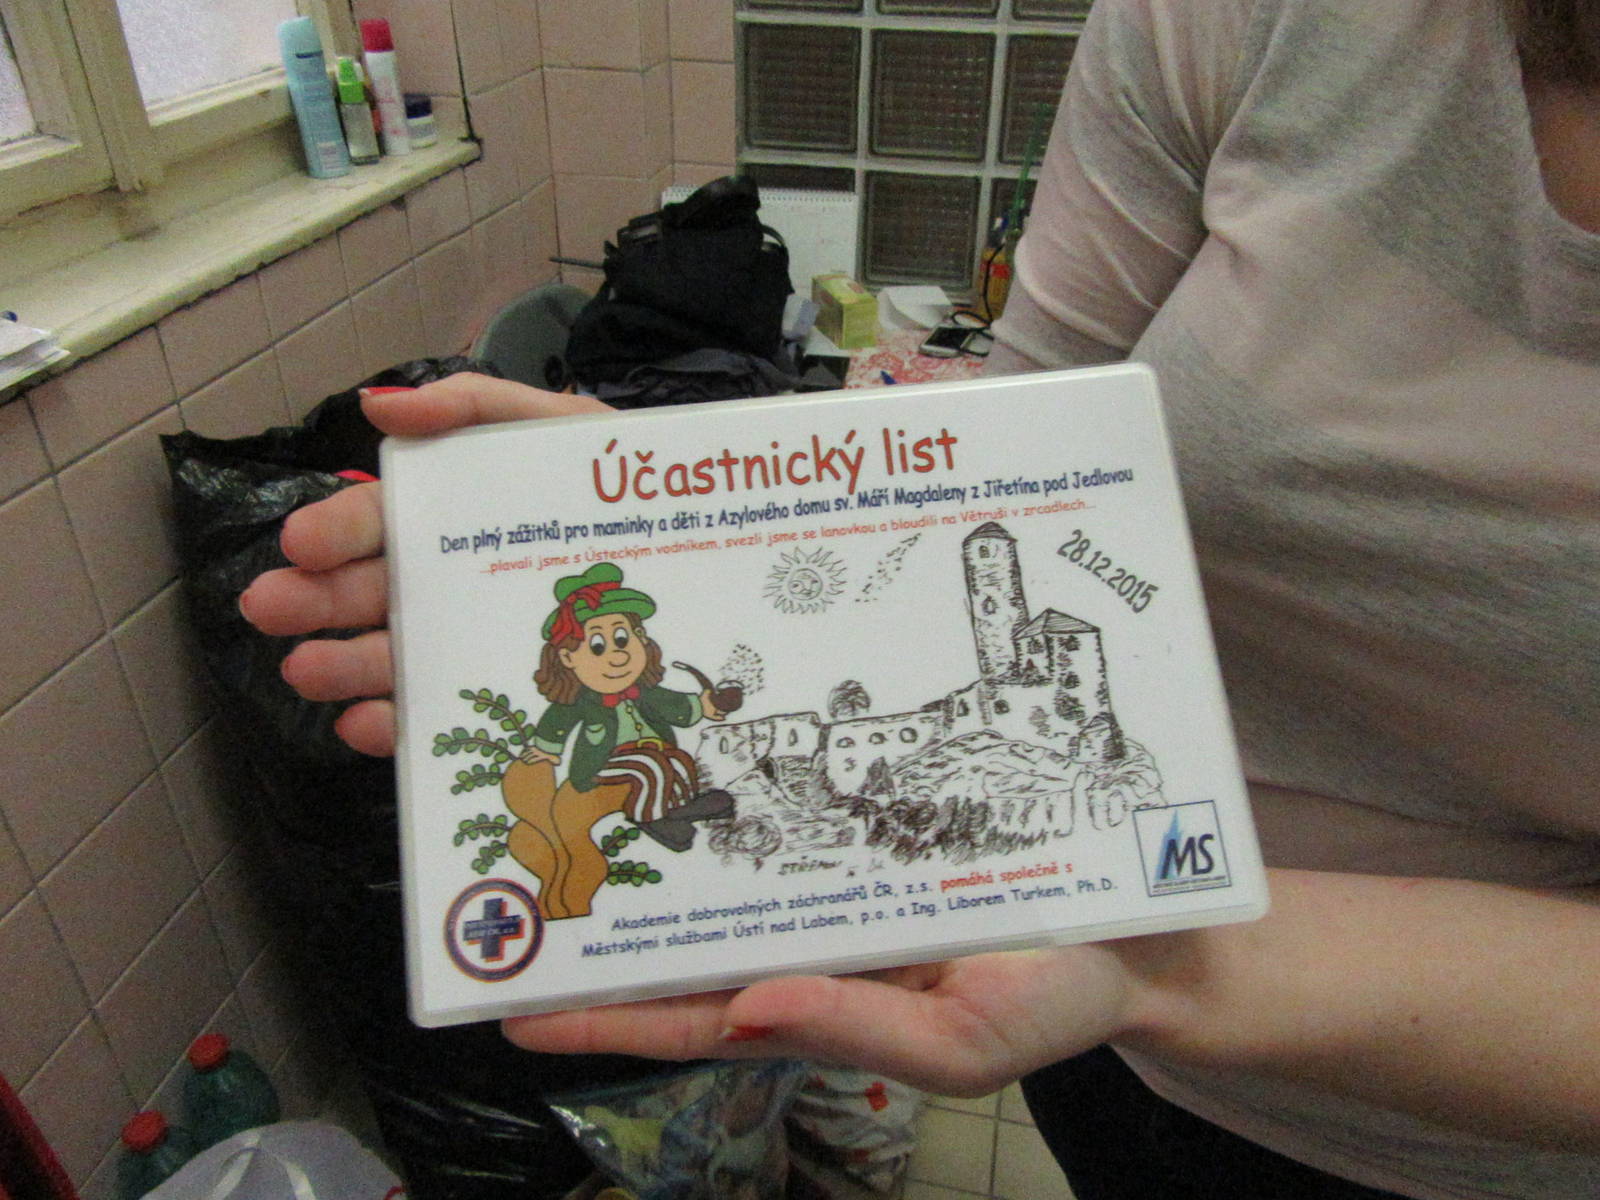 Účastnický list
Den plný zážitků pro maminky a děti z Azylového domu sv. Máří Magdaleny z Jiřetína pod Jedlovou
...plavali jsme s Ústeckým vodníkem, svezli jsme se lanovkou a bloudili na Větruši v zrcadlech...
28.12.2015
Akademie dobrovolných záchranářů ČR, z.s. pomáhá společně s
Městskými službami Ústí nad Labem, p.o. a Ing. Liborem Turkem, Ph.D.
MS